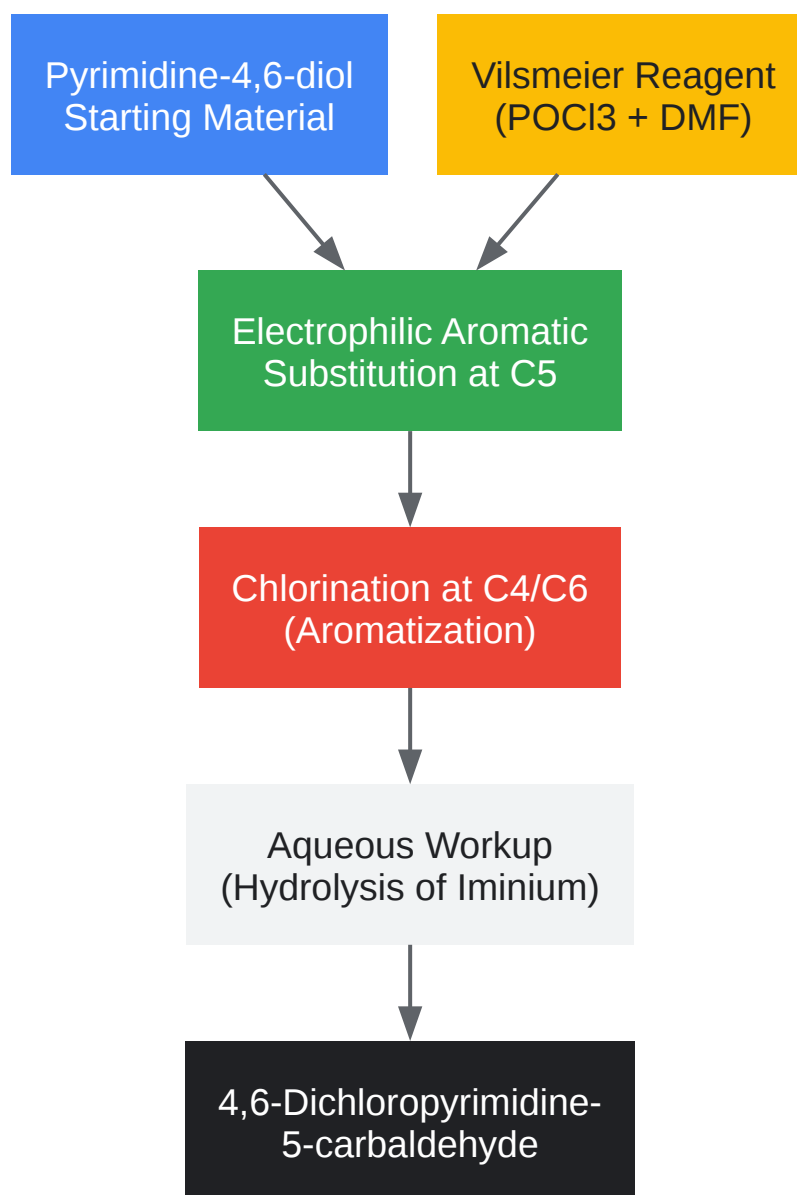 Pyrimidine-4,6-diol
Starting Material
Vilsmeier Reagent
(POCl3 + DMF)
Electrophilic Aromatic
Substitution at C5
Chlorination at C4/C6
(Aromatization)
Aqueous Workup
(Hydrolysis of Iminium)
4,6-Dichloropyrimidine-
5-carbaldehyde